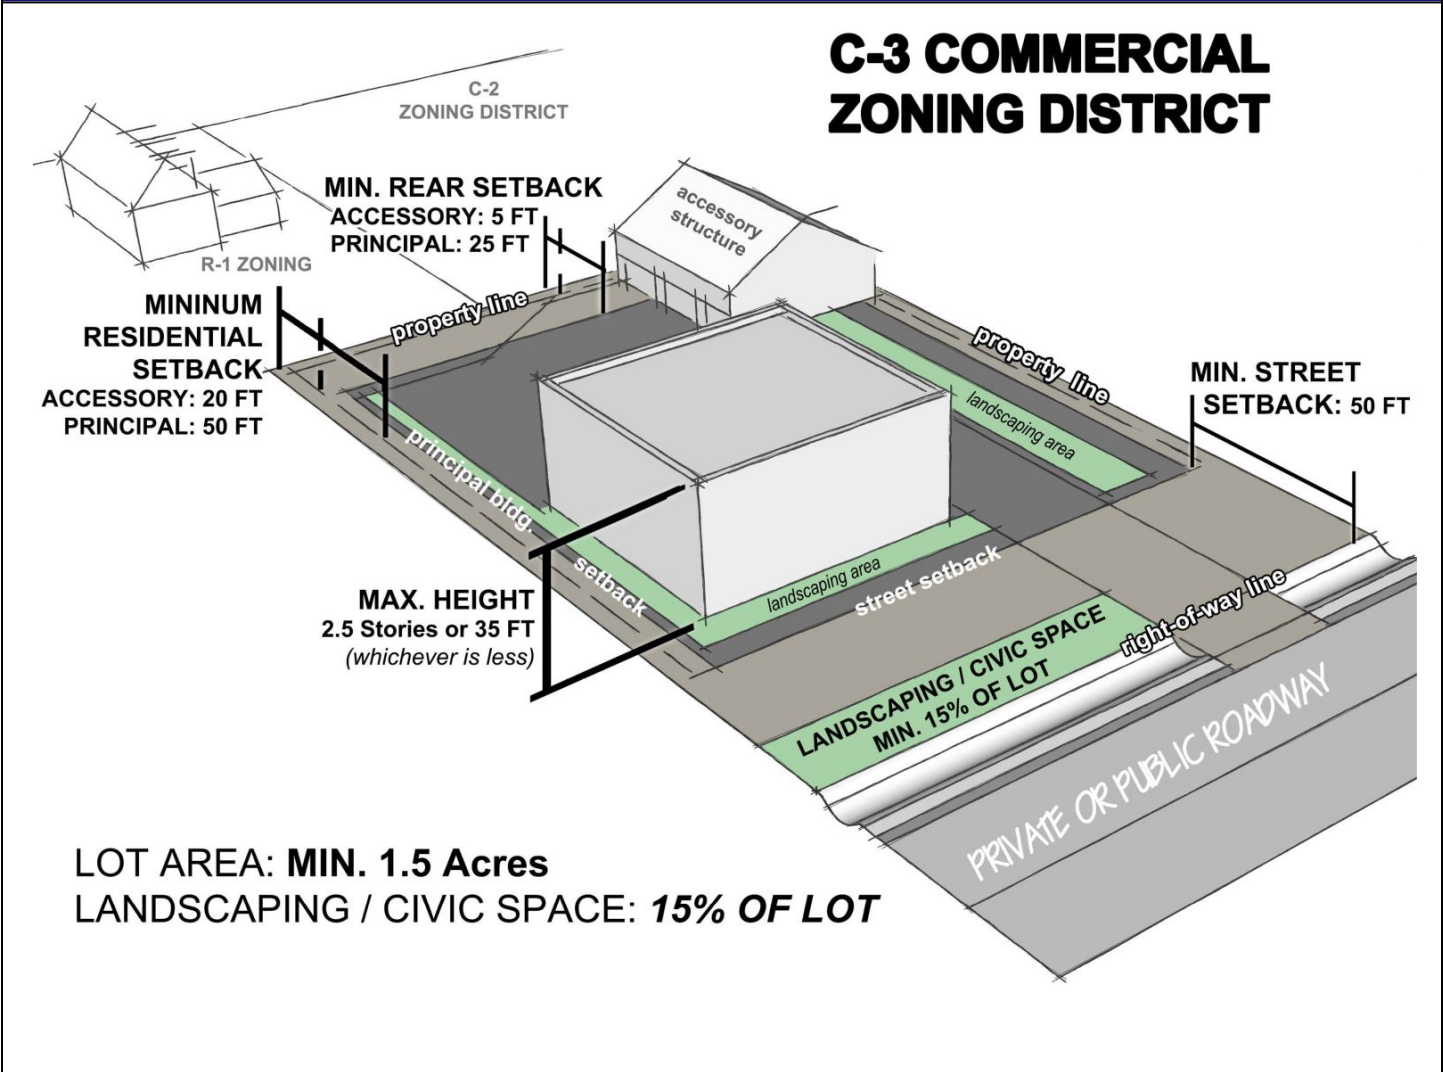 C-3 COMMERCIAL
ZONING DISTRICT
C-2
ZONING DISTRICT
MIN. REAR SETBACK
ACCESSORY: 5 FT
PRINCIPAL: 25 FT
accessory
structure
R-1 ZONING
MININUM
RESIDENTIAL
SETBACK
ACCESSORY: 20 FT
PRINCIPAL: 50 FT
property line
property line
MIN. STREET
SETBACK: 50 FT
landscaping area
principal bldg.
setback
landscaping area
street setback
MAX. HEIGHT
2.5 Stories or 35 FT
(whichever is less)
right-of-way line
LANDSCAPING / CIVIC SPACE
MIN. 15% OF LOT
PRIVATE OR PUBLIC ROADWAY
LOT AREA: MIN. 1.5 Acres
LANDSCAPING / CIVIC SPACE: 15% OF LOT